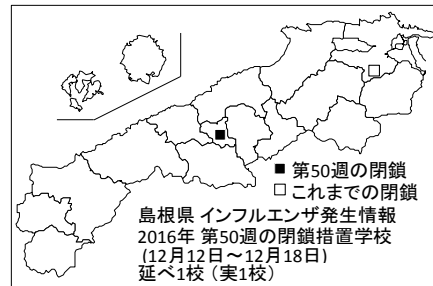 ■ 第50週の閉鎖
□ これまでの閉鎖
島根県 インフルエンザ発生情報
2016年 第50週の閉鎖措置学校
(12月12日～12月18日)
延べ1校 （実1校）